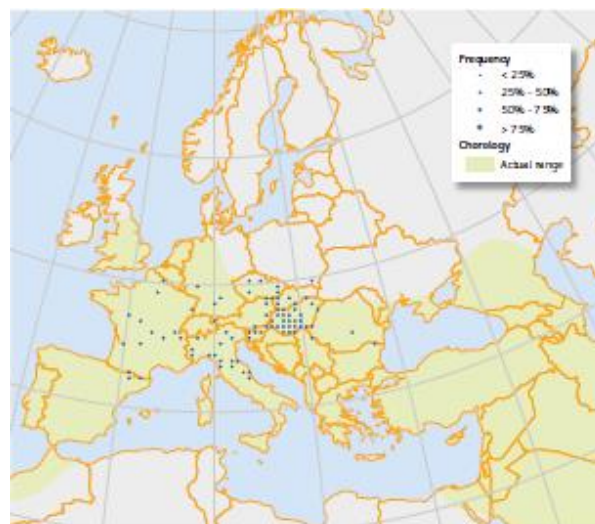 Frequency
< 25%
25% - 50%
50% - 75%
> 75%
Chorology
Actual range